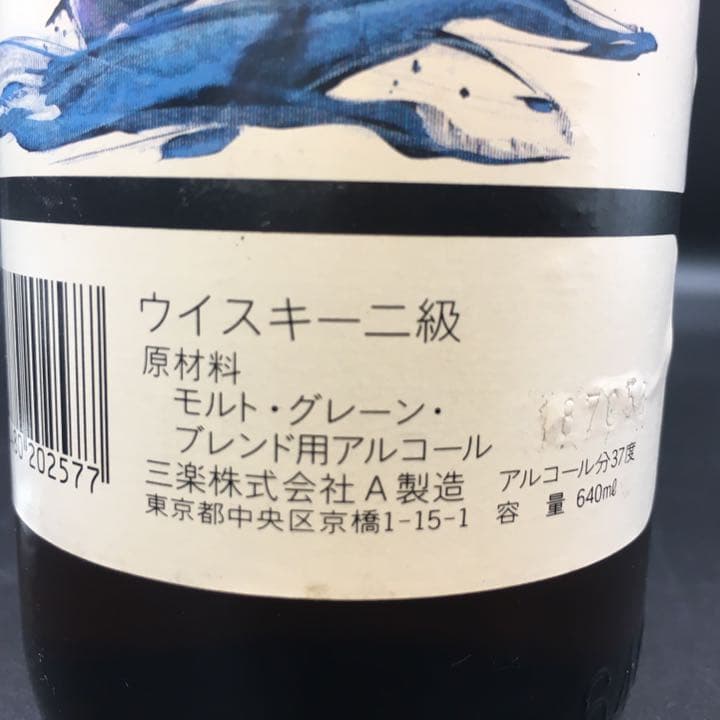 ウイスキー二級
原材料
モルト・グレーン・
ブレンド用アルコール
三楽株式会社A製造
東京都中央区京橋1-15-1
アルコール分37度
容 量 640ml
202577